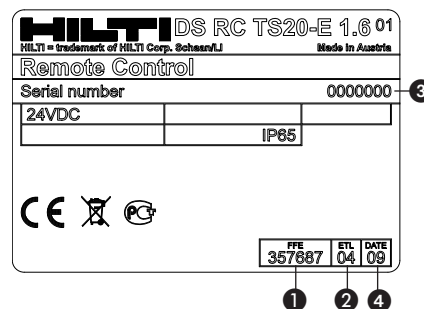 HILTI DS RC TS20-E 1.6 01
HILTI = trademark of HILTI Corp. Schaan/LI Made in Austria
Remote Control
Serial number 0000000 3
24VDC
IP65
CE PCT
FFE ETL DATE
357687 04 09
1 2 4